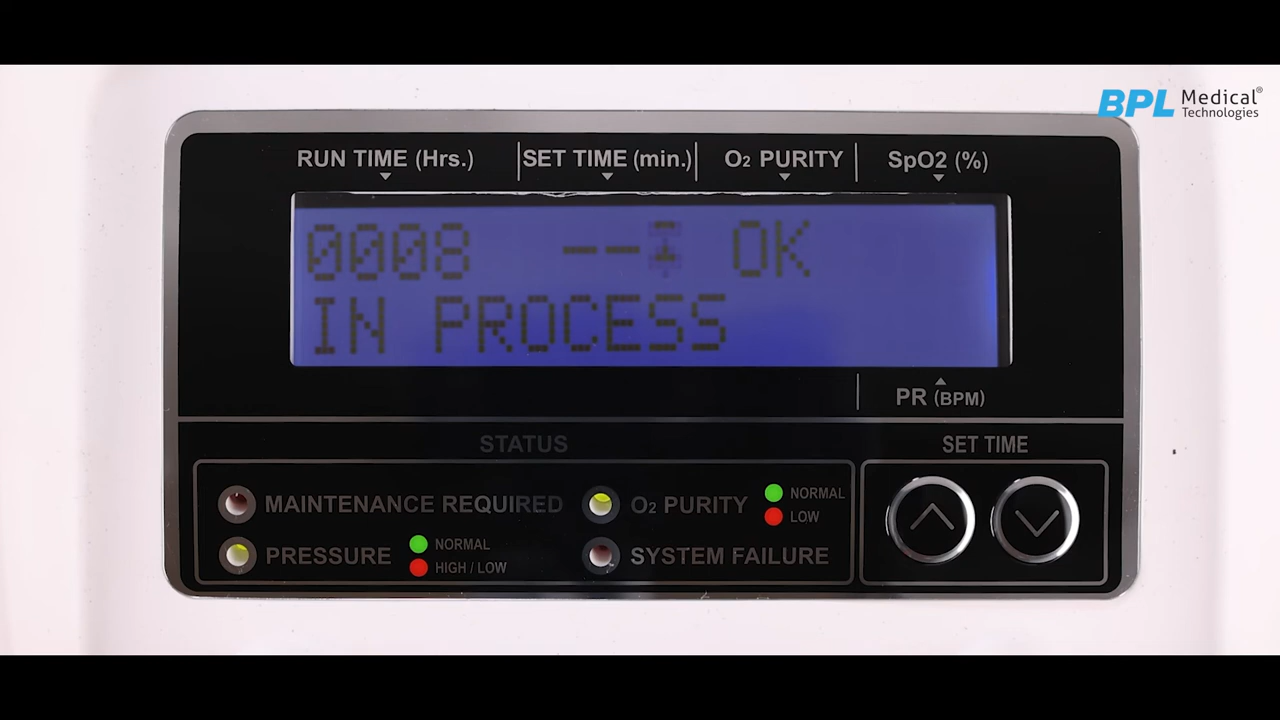 BPL Medical Technologies®
RUN TIME (Hrs.) SET TIME (min.) O₂ PURITY SpO2 (%)
0008 -- OK
IN PROCESS
PR (BPM)
STATUS
SET TIME
MAINTENANCE REQUIRED
O₂ PURITY
NORMAL
LOW
PRESSURE
NORMAL
HIGH / LOW
SYSTEM FAILURE